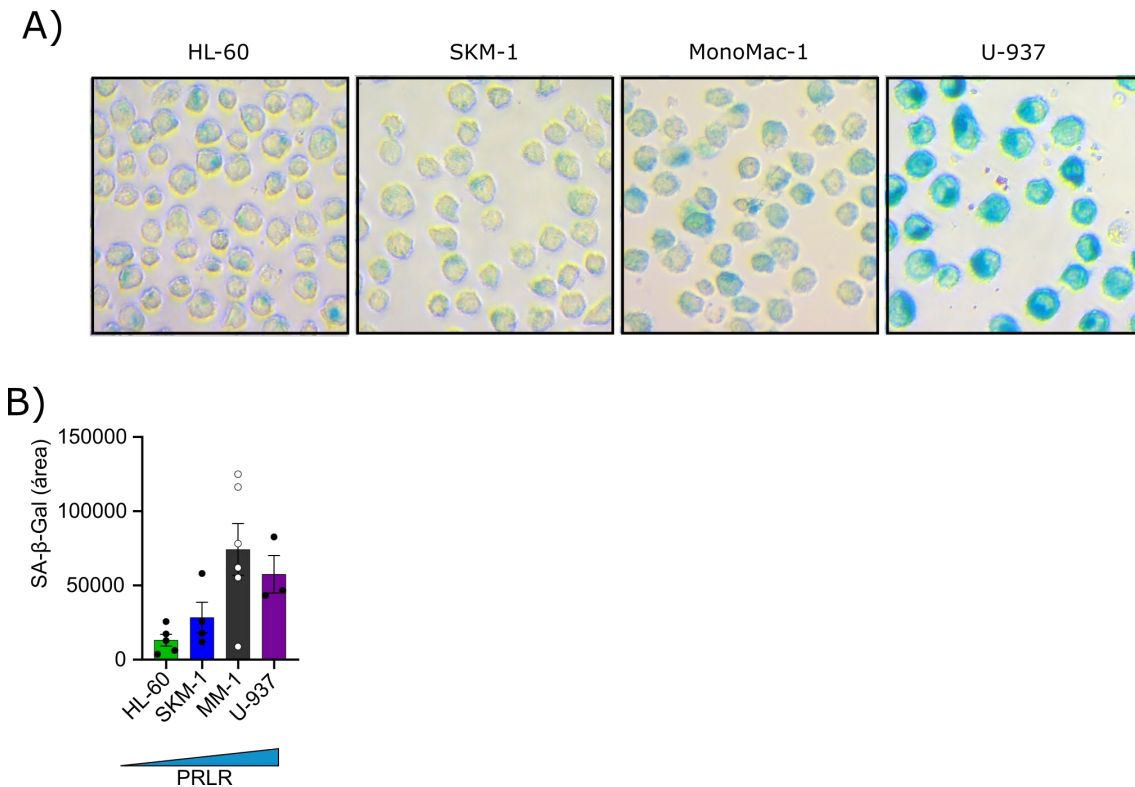 A)
HL-60 SKM-1 MonoMac-1 U-937
B)
SA-β-Gal (área)
150000
100000
50000
0
HL-60 SKM-1 MM-1 U-937
PRLR